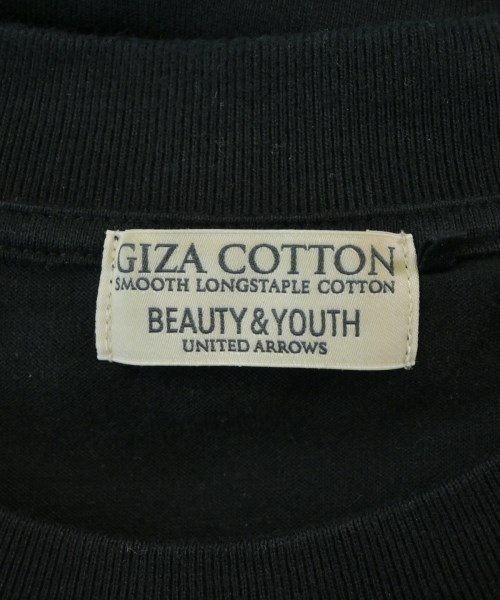 GIZA COTTON
SMOOTH LONGSTAPLE COTTON
BEAUTY&YOUTH
UNITED ARROWS